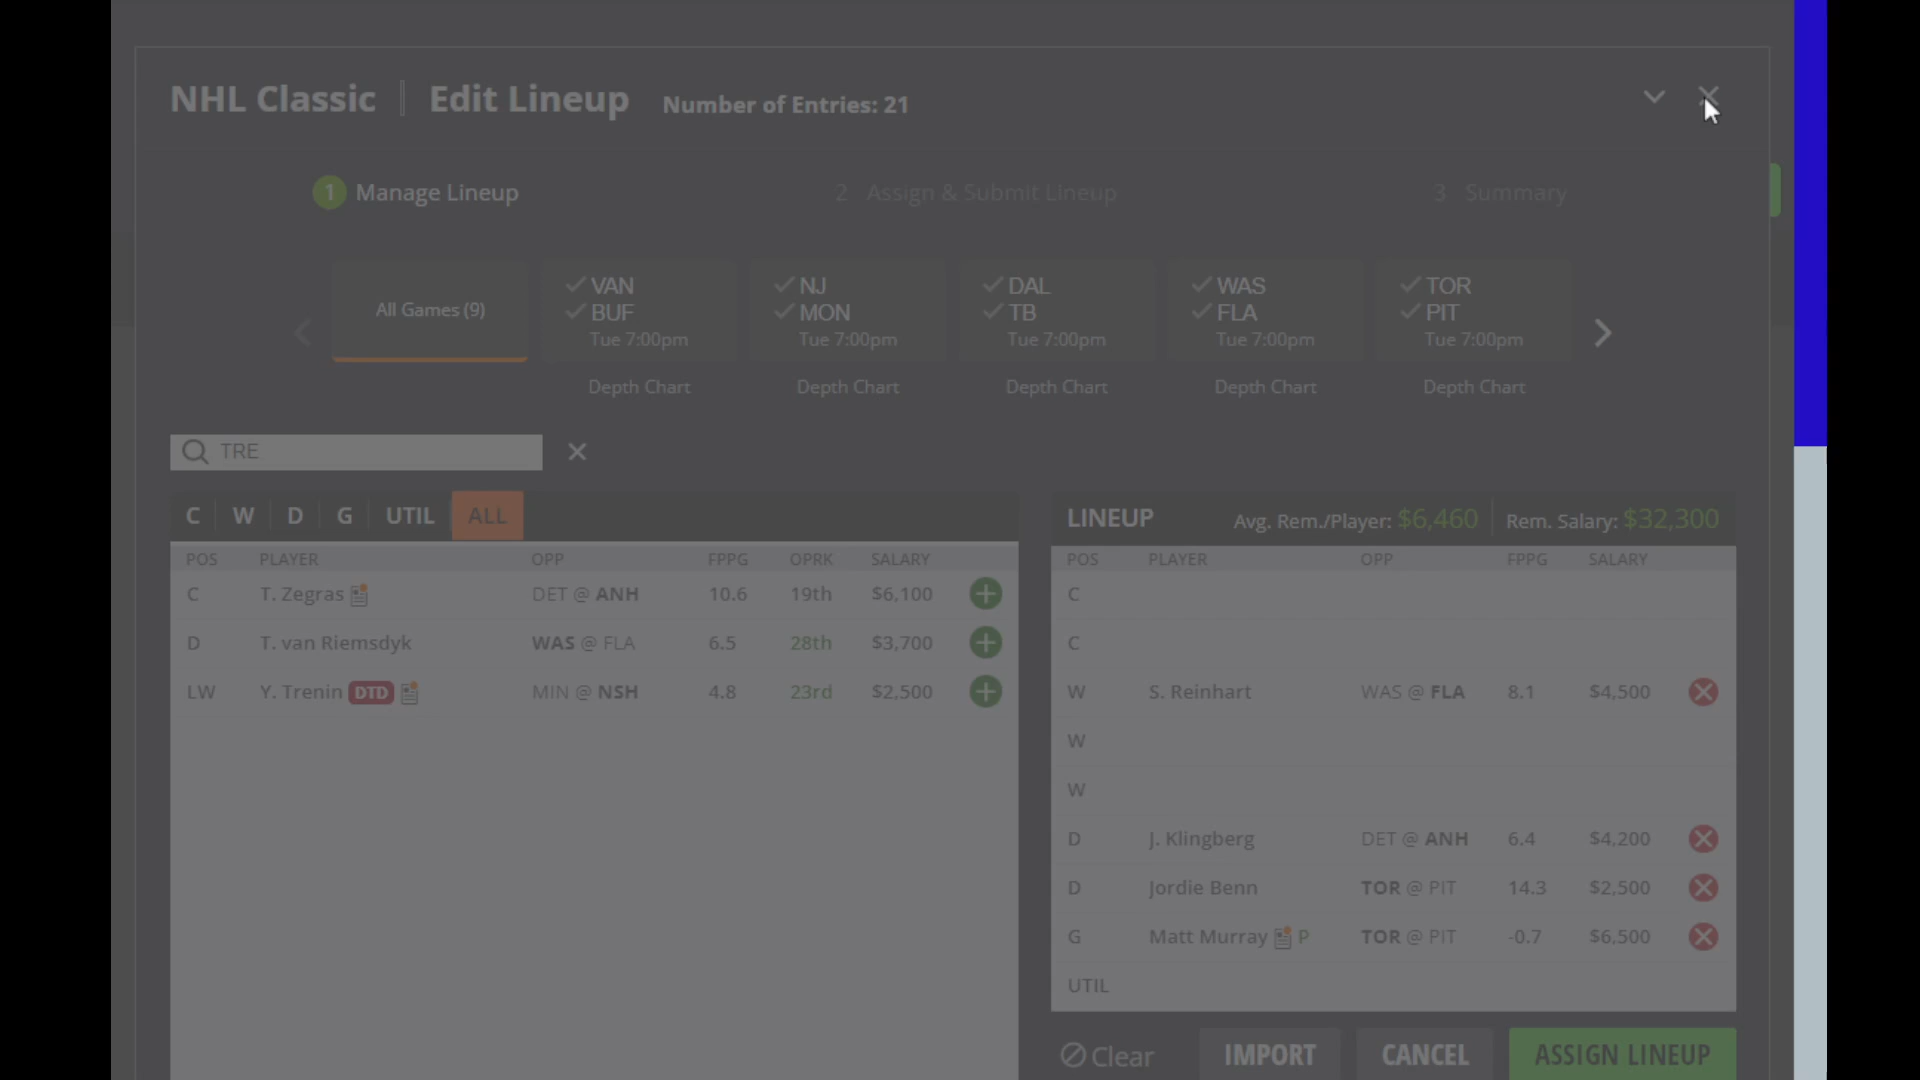 NHL Classic | Edit Lineup Number of Entries: 21
1 Manage Lineup 2 Assign & Submit Lineup 3 Summary
All Games (9)
VAN
BUF
Tue 7:00pm
Depth Chart
NJ
MON
Tue 7:00pm
Depth Chart
DAL
TB
Tue 7:00pm
Depth Chart
WAS
FLA
Tue 7:00pm
Depth Chart
TOR
PIT
Tue 7:00pm
Depth Chart
TRE
C W D G UTIL ALL
POS PLAYER OPP FPPG OPRK SALARY
C T. Zegras DET @ ANH 10.6 19th $6,100
D T. van Riemsdyk WAS @ FLA 6.5 28th $3,700
LW Y. Trenin DTD MIN @ NSH 4.8 23rd $2,500
LINEUP Avg. Rem./Player: $6,460 Rem. Salary: $32,300
POS PLAYER OPP FPPG SALARY
C
C
W S. Reinhart WAS @ FLA 8.1 $4,500
W
W
D J. Klingberg DET @ ANH 6.4 $4,200
D Jordie Benn TOR @ PIT 14.3 $2,500
G Matt Murray P TOR @ PIT -0.7 $6,500
UTIL
Clear IMPORT CANCEL ASSIGN LINEUP